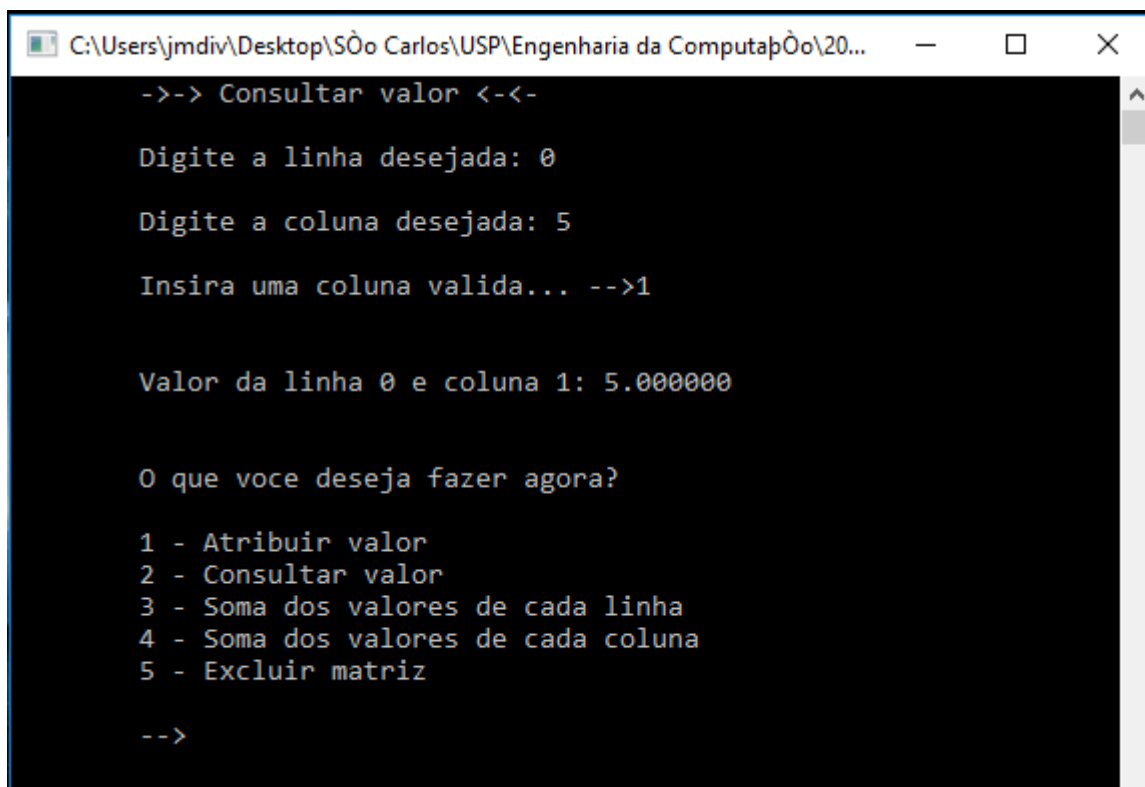 C:\Users\jmdiv\Desktop\SÒo Carlos\USP\Engenharia da ComputaþÒo\20...
->-> Consultar valor <-<-
Digite a linha desejada: 0
Digite a coluna desejada: 5
Insira uma coluna valida... -->1
Valor da linha 0 e coluna 1: 5.000000
O que voce deseja fazer agora?
1 - Atribuir valor
2 - Consultar valor
3 - Soma dos valores de cada linha
4 - Soma dos valores de cada coluna
5 - Excluir matriz
-->